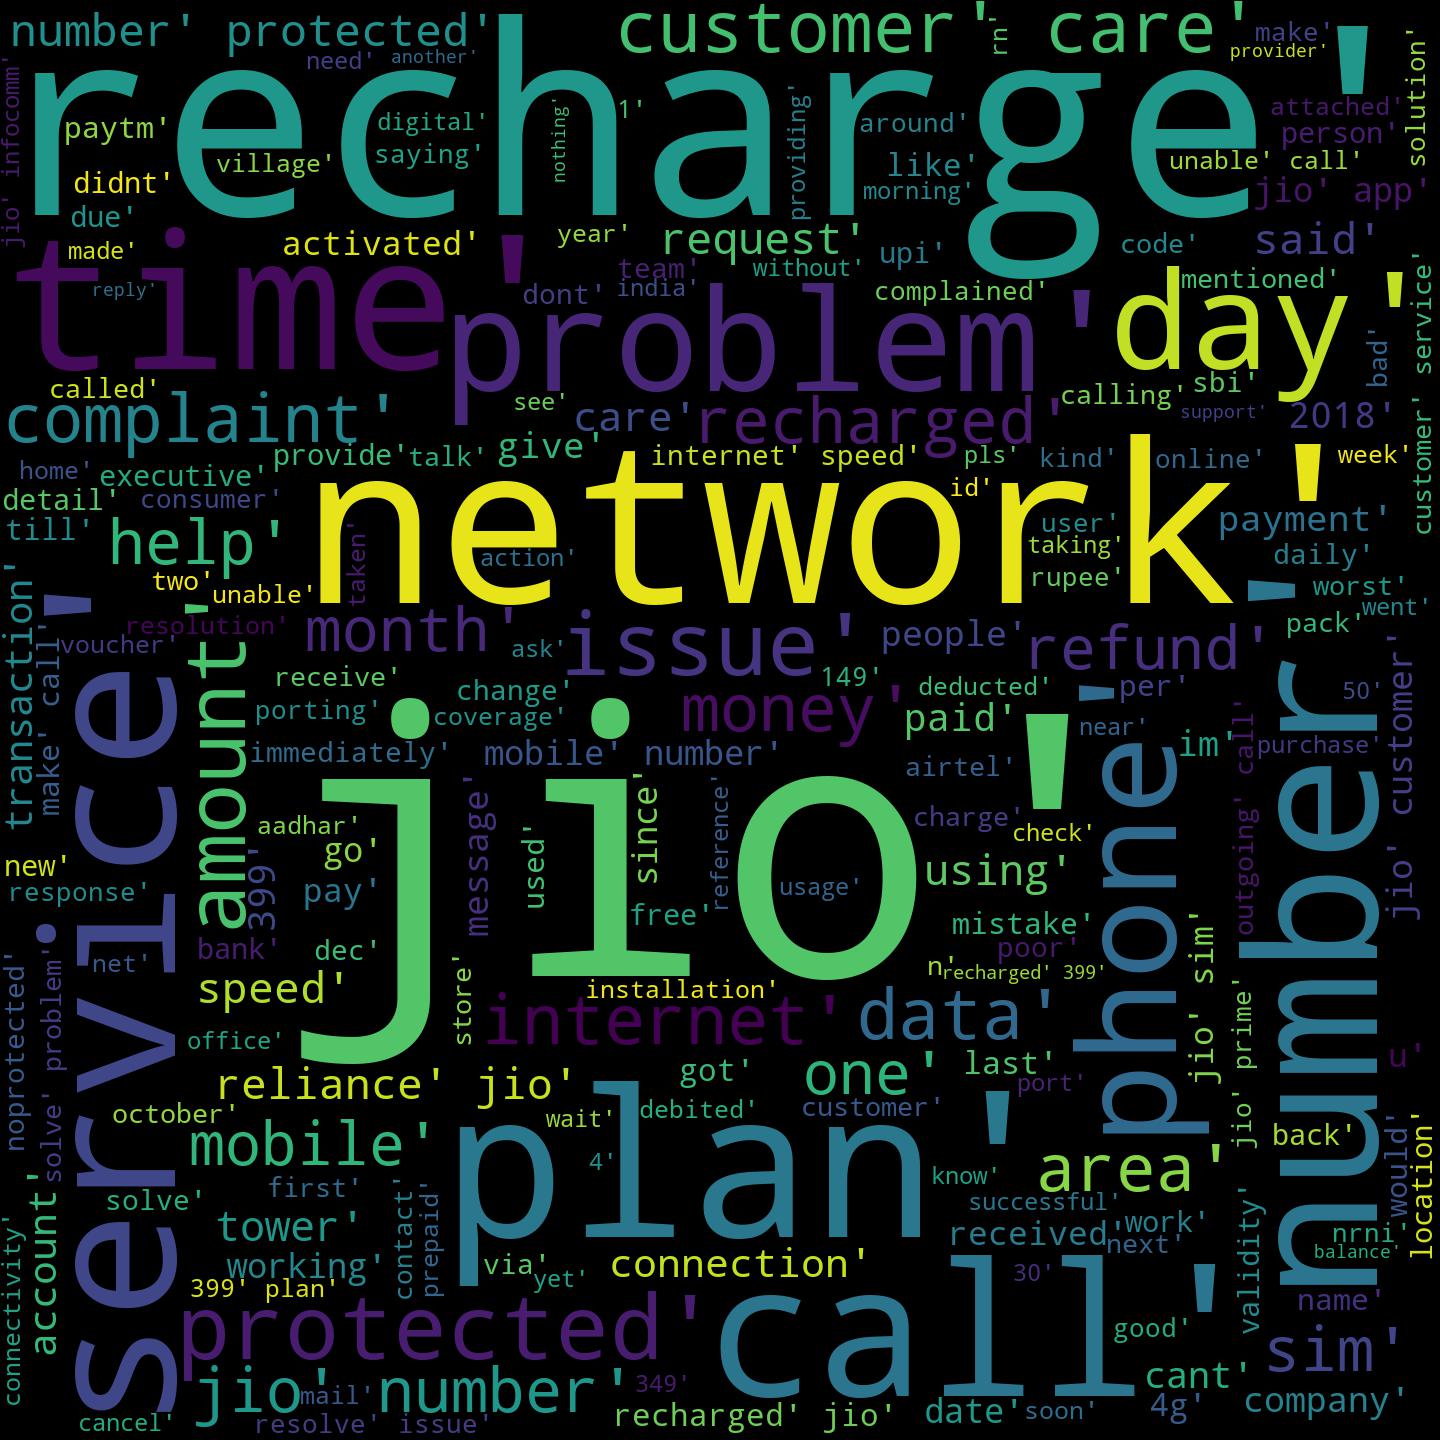 number' protected'
customer' care'
rn'
make'
provider'
need' another'
recharge'
solution'
jio' infocomm'
paytm'
digital'
saying'
nothing'
1'
providing'
around'
attached'
person'
village'
like'
unable' call'
didnt'
morning'
jio' app'
due'
made'
activated'
year'
request'
upi'
code'
said'
time'
team'
without'
mentioned'
reply'
dont'
india'
complained'
problem'
day'
customer' service'
bad'
called'
complaint'
see'
care'
recharged'
calling'
sbi'
support'
2018'
provide'
talk'
give'
internet' speed'
pls'
kind'
online'
week'
home'
executive'
detail'
consumer'
id'
network'
till'
help'
taken'
action'
user'
taking'
rupee'
payment'
daily'
transaction'
two'
unable'
worst'
went'
resolution'
voucher'
month'
ask'
issue'
people'
refund'
pack'
make' call'
service'
amount'
receive'
change'
149'
deducted'
per'
50'
porting'
coverage'
money'
paid'
near'
im'
outgoing' call'
purchase'
jio' customer'
immediately'
mobile' number'
airtel'
phone'
number'
aadhar'
message'
used'
since'
reference'
charge'
check'
new'
go'
jio'
using'
response'
399'
pay'
usage'
free'
mistake'
bank'
dec'
poor'
jio' sim'
noprotected'
net'
n'
recharged' 399'
speed'
store'
installation'
solve' problem'
internet'
data'
jio' prime'
u'
office'
reliance' jio'
got'
one'
last'
port'
october'
wait'
debited'
customer'
back'
would'
location'
mobile'
plan'
4'
know'
area'
account'
solve'
first'
contact'
prepaid'
successful'
tower'
received'
work'
next'
validity'
nrni'
balance'
connectivity'
working'
via'
yet'
connection'
30'
399' plan'
name'
protected'
call'
good'
sim'
jio' number'
mail'
349'
cant'
cancel'
resolve' issue'
recharged' jio'
date'
soon'
4g'
company'